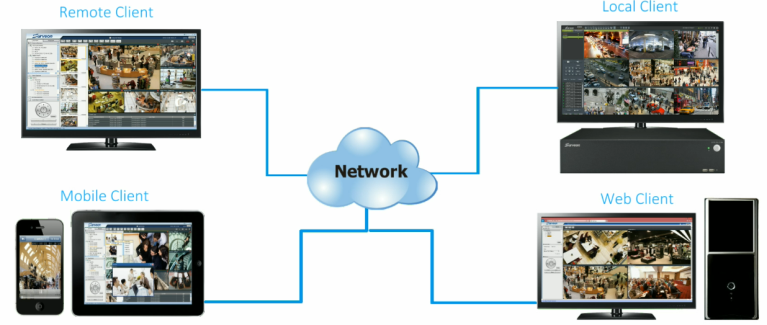 Remote Client
Local Client
Network
Mobile Client
Web Client